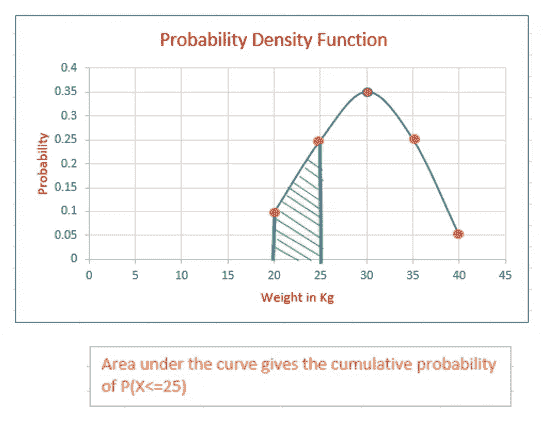 Probability Density Function
0.4
0.35
0.3
0.25
0.2
0.15
0.1
0.05
0
Probability
0 5 10 15 20 25 30 35 40 45
Weight in Kg
Area under the curve gives the cumulative probability
of P(X<=25)